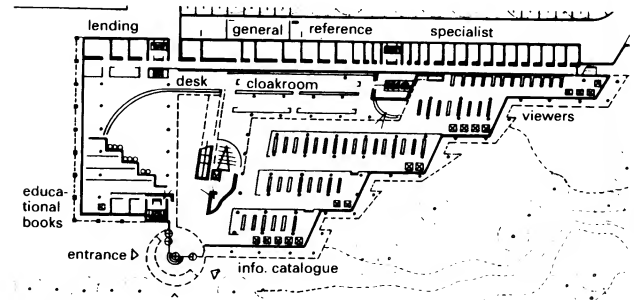 lending
general
reference
specialist
desk
cloakroom
viewers
educa-
tional
books
entrance
info. catalogue